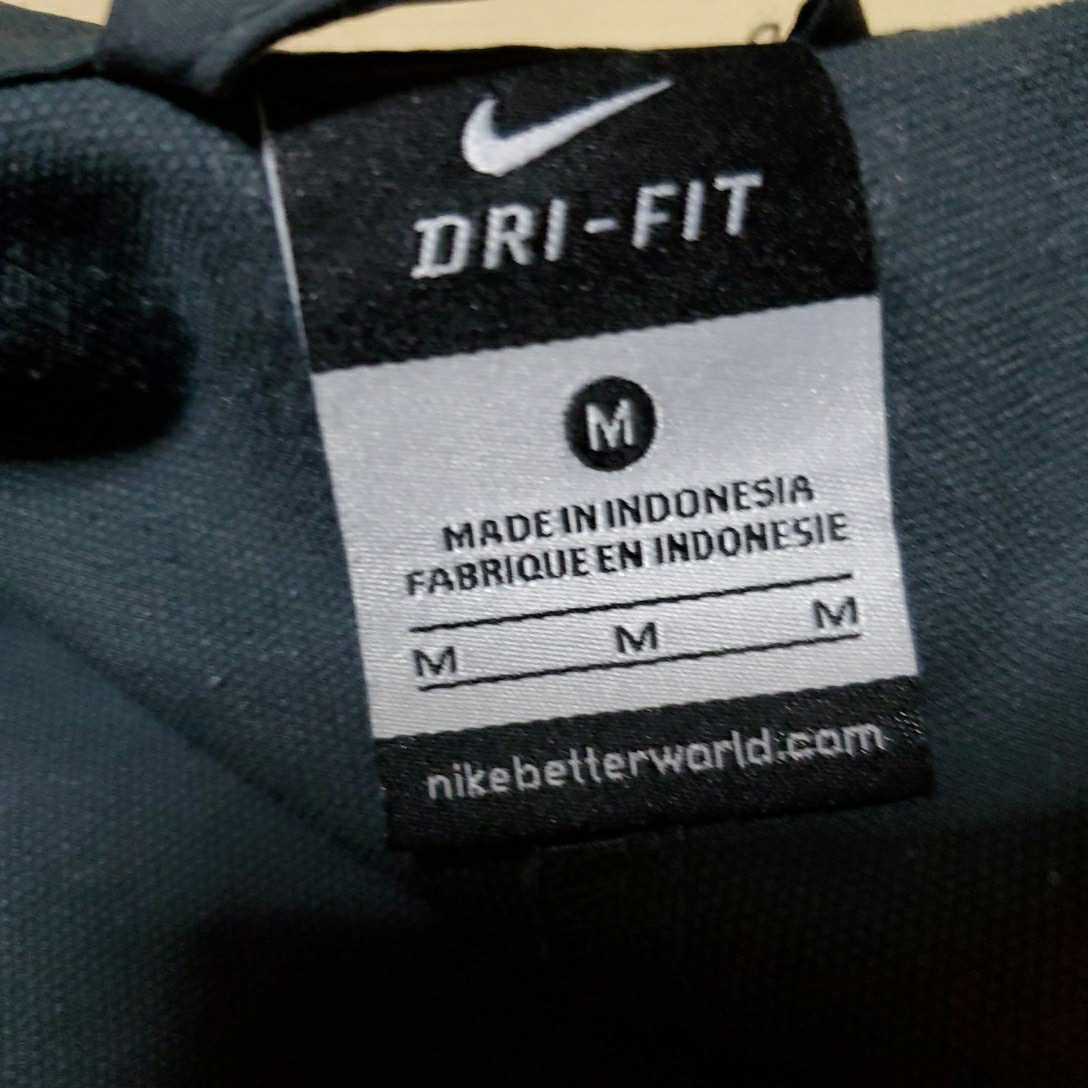 DRI-FIT
M
MADE IN INDONESIA
FABRIQUE EN INDONESIE
M M M
nikebetterworld.com